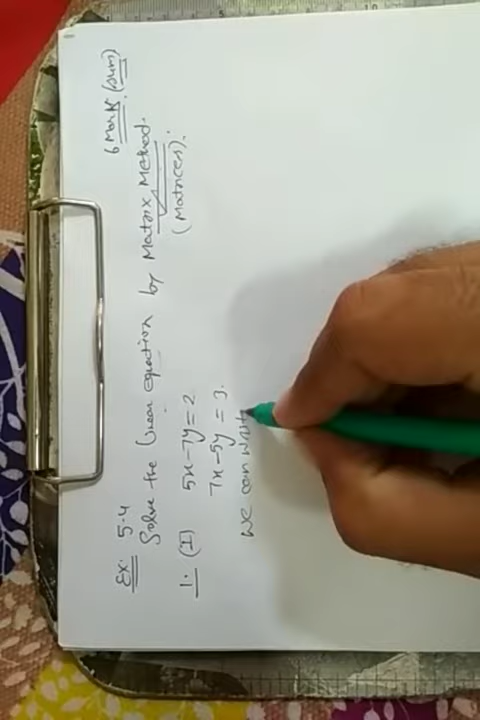 6 Mark (sum)
Ex: 5.4
Solve the linear equation by Matrix Method.
(Matrices):
1. (I) 5x-7y=2
7x-5y=3.
we can write